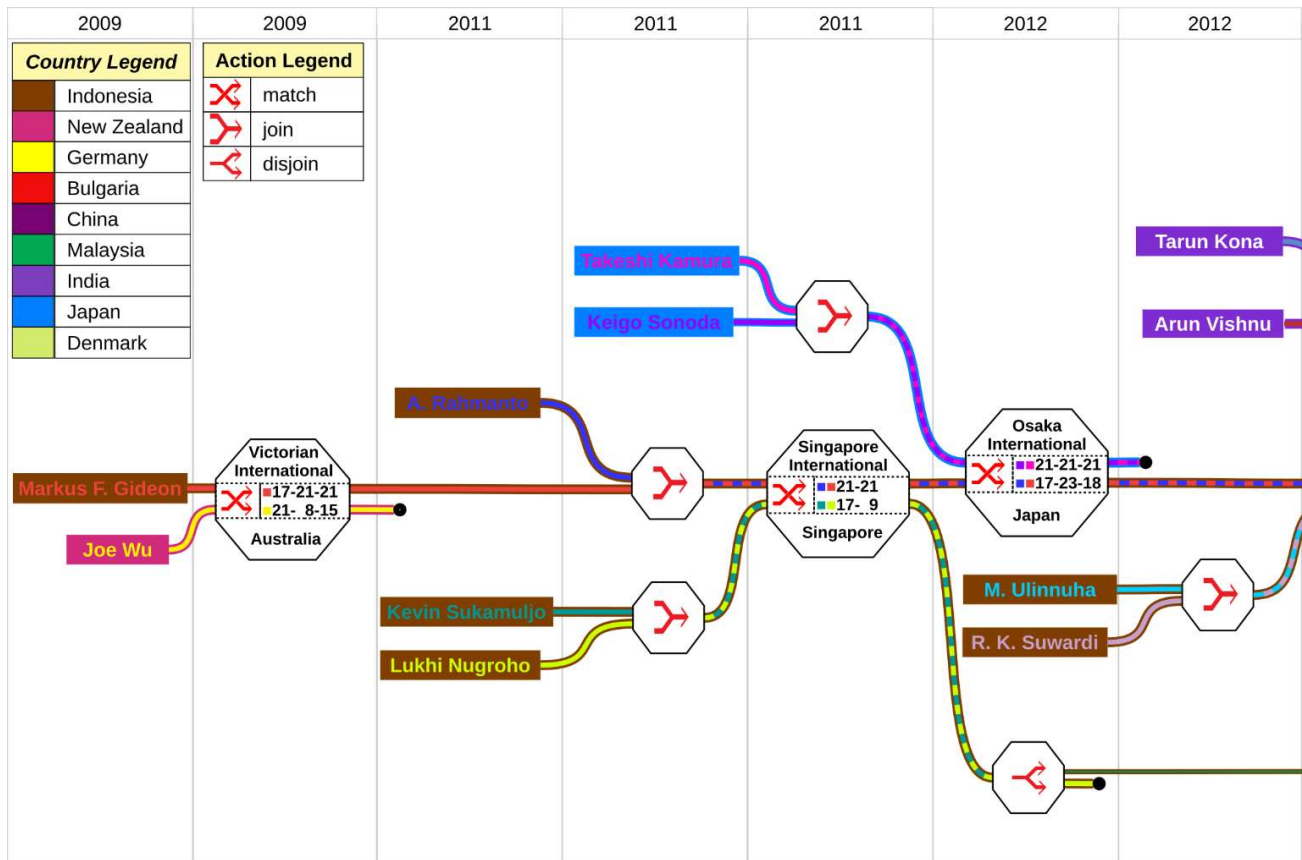 2009 2009 2011 2011 2011 2012 2012
Country Legend
Indonesia
New Zealand
Germany
Bulgaria
China
Malaysia
India
Japan
Denmark
Action Legend
match
join
disjoin
Tarun Kona
Takeshi Kamura
Keigo Sonoda
Arun Vishnu
A. Rahmanto
Markus F. Gideon
Joe Wu
Victorian
International
17-21-21
21- 8-15
Australia
Kevin Sukamuljo
Lukhi Nugroho
Singapore
International
21-21
17- 9
Singapore
Osaka
International
21-21-21
17-23-18
Japan
M. Ulinnuha
R. K. Suwardi